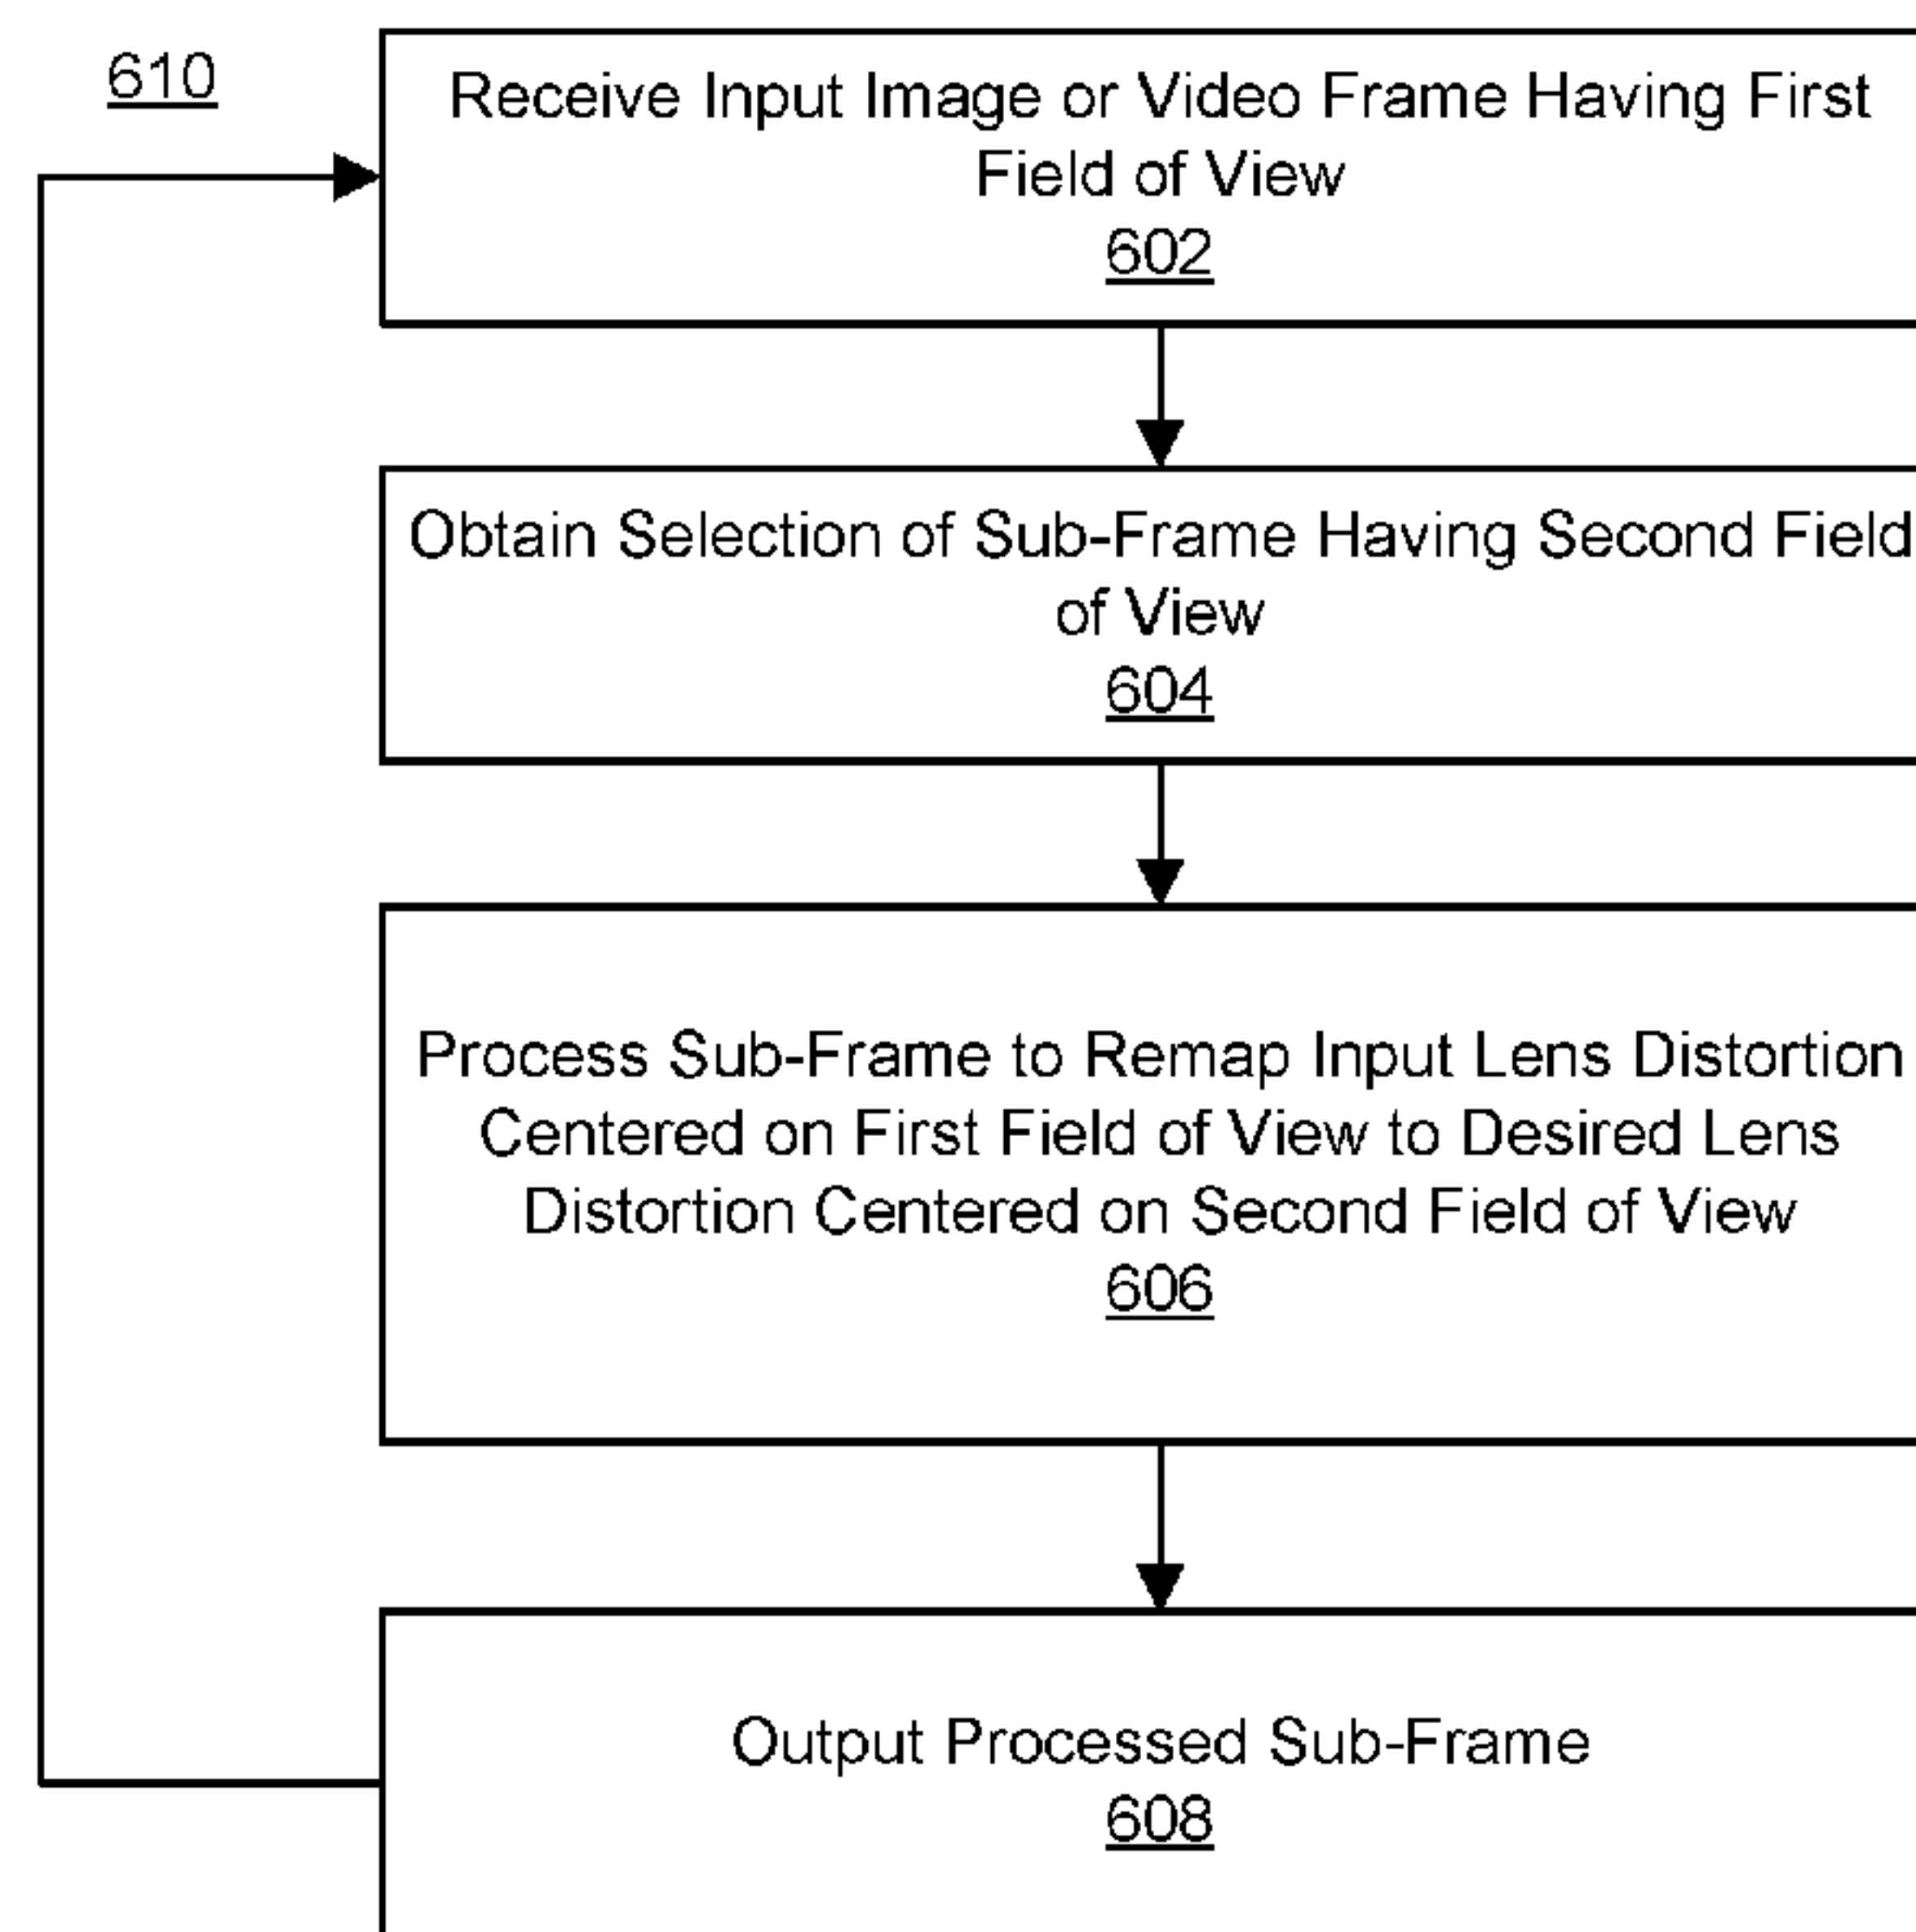 610
Receive Input Image or Video Frame Having First
Field of View
602
Obtain Selection of Sub-Frame Having Second Field
of View
604
Process Sub-Frame to Remap Input Lens Distortion
Centered on First Field of View to Desired Lens
Distortion Centered on Second Field of View
606
Output Processed Sub-Frame
608